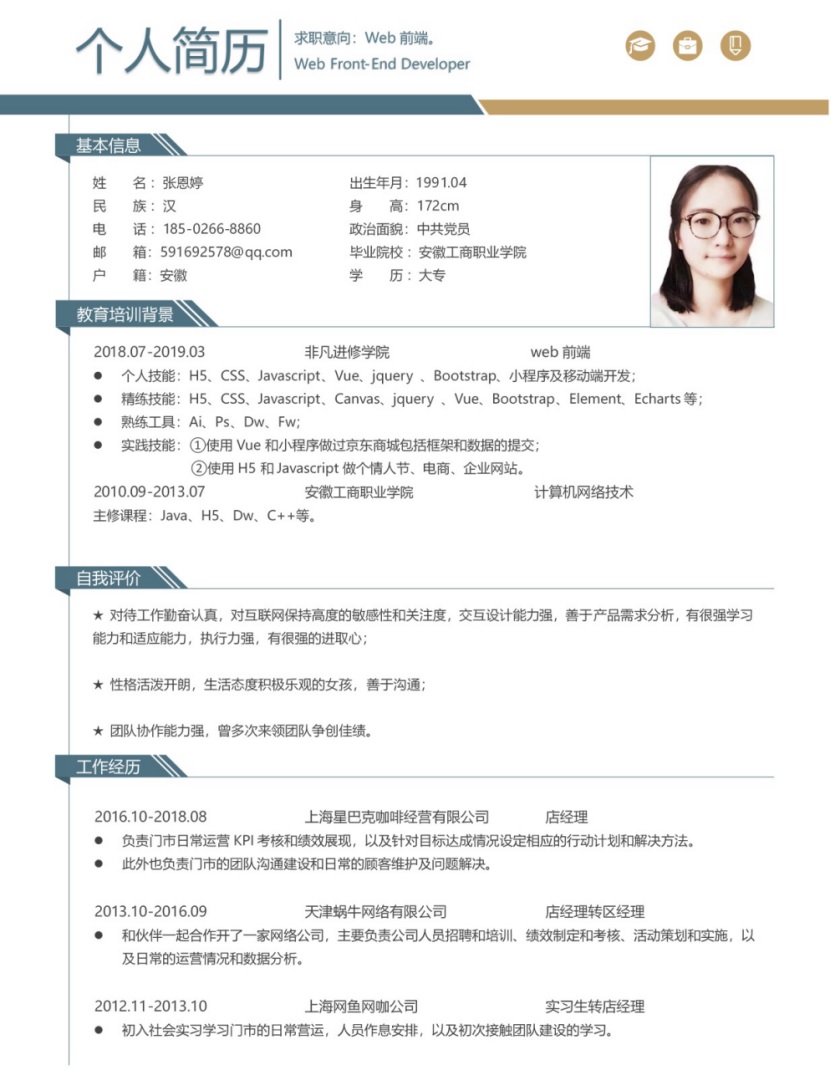 个人简历
求职意向：Web 前端。
Web Front-End Developer
基本信息
姓 名：张恩婷 出生年月：1991.04
民 族：汉 身 高：172cm
电 话：185-0266-8860 政治面貌：中共党员
邮 箱：591692578@qq.com 毕业院校：安徽工商职业学院
户 籍：安徽 学 历：大专
教育培训背景
2018.07-2019.03 非凡进修学院 web 前端
● 个人技能：H5、CSS、Javascript、Vue、jquery 、Bootstrap、小程序及移动端开发；
● 精练技能：H5、CSS、Javascript、Canvas、jquery 、Vue、Bootstrap、Element、Echarts 等；
● 熟练工具：Ai、Ps、Dw、Fw；
● 实践技能：①使用 Vue 和小程序做过京东商城包括框架和数据的提交；
②使用 H5 和 Javascript 做个情人节、电商、企业网站。
2010.09-2013.07 安徽工商职业学院 计算机网络技术
主修课程：Java、H5、Dw、C++等。
自我评价
★ 对待工作勤奋认真，对互联网保持高度的敏感性和关注度，交互设计能力强，善于产品需求分析，有很强学习
能力和适应能力，执行力强，有很强的进取心；
★ 性格活泼开朗，生活态度积极乐观的女孩，善于沟通；
★ 团队协作能力强，曾多次来领团队争创佳绩。
工作经历
2016.10-2018.08 上海星巴克咖啡经营有限公司 店经理
● 负责门市日常运营 KPI 考核和绩效展现，以及针对目标达成情况设定相应的行动计划和解决方法。
● 此外也负责门市的团队沟通建设和日常的顾客维护及问题解决。
2013.10-2016.09 天津蜗牛网络有限公司 店经理转区经理
● 和伙伴一起合作开了一家网络公司，主要负责公司人员招聘和培训、绩效制定和考核、活动策划和实施，以
及日常的运营情况和数据分析。
2012.11-2013.10 上海网鱼网咖公司 实习生转店经理
● 初入社会实习学习门市的日常营运，人员作息安排，以及初次接触团队建设的学习。